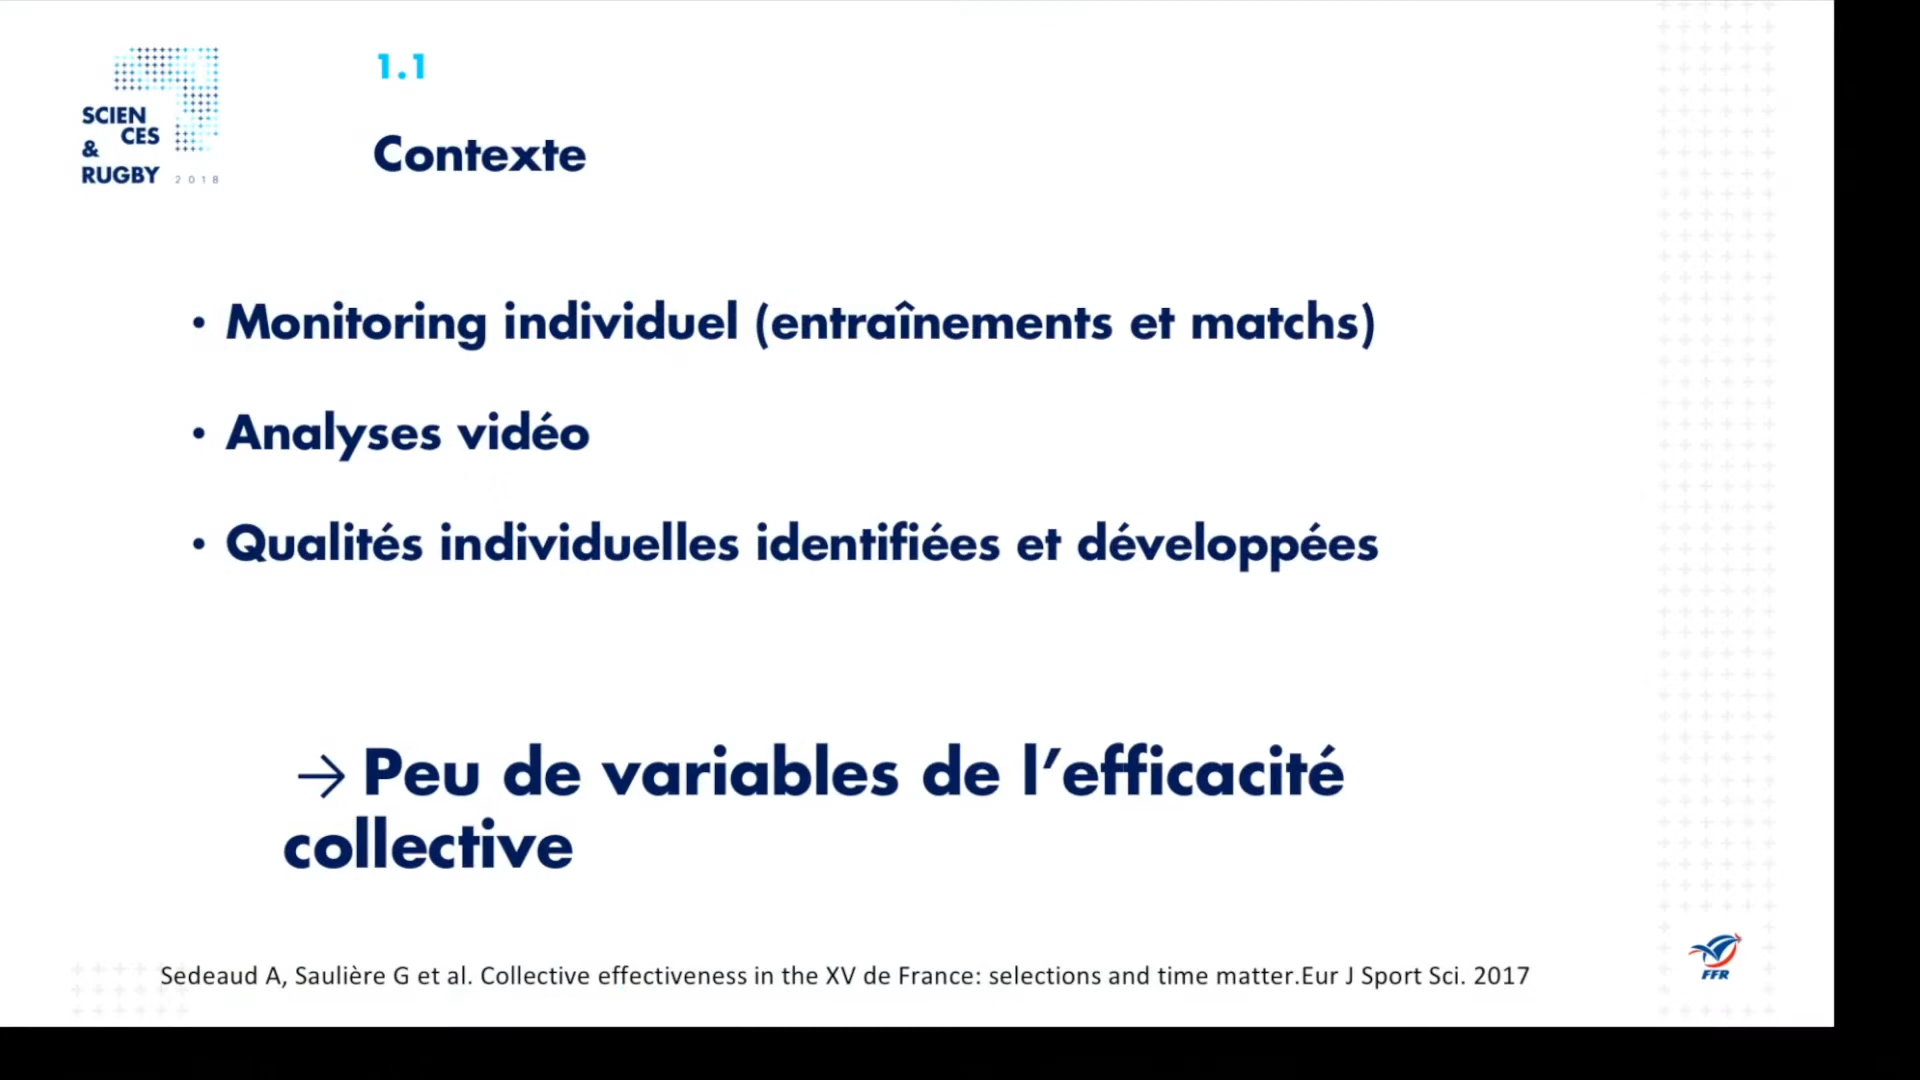 SCIEN
CES
&
RUGBY 2018
1.1
Contexte
• Monitoring individuel (entraînements et matchs)
• Analyses vidéo
• Qualités individuelles identifiées et développées
→ Peu de variables de l’efficacité
collective
Sedeaud A, Saulière G et al. Collective effectiveness in the XV de France: selections and time matter.Eur J Sport Sci. 2017
FFR